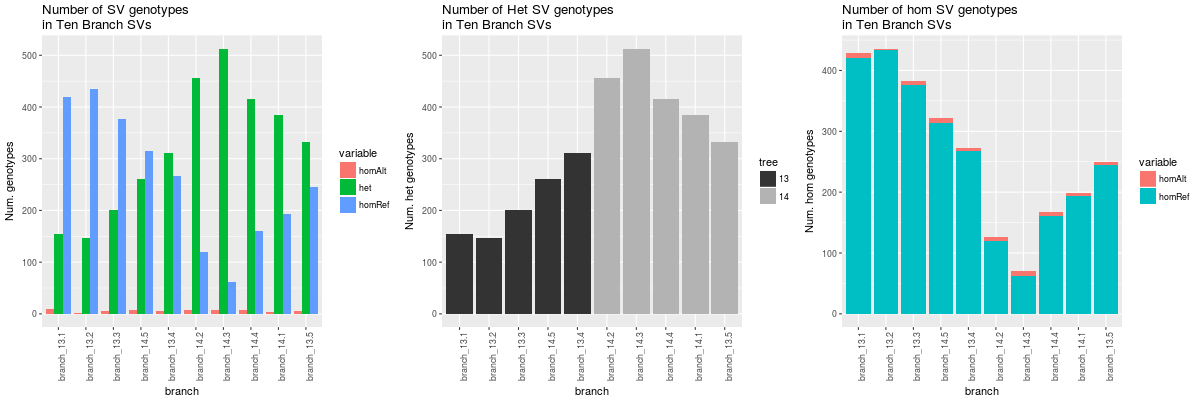 Number of SV genotypes
in Ten Branch SVs
Num. genotypes
500
400
300
200
100
0
branch_13.1
branch_13.2
branch_13.3
branch_14.5
branch_13.4
branch_14.2
branch_14.3
branch_14.4
branch_14.1
branch_13.5
branch
variable
homAlt
het
homRef
Number of Het SV genotypes
in Ten Branch SVs
Num. het genotypes
500
400
300
200
100
0
branch_13.1
branch_13.2
branch_13.3
branch_14.5
branch_13.4
branch_14.2
branch_14.3
branch_14.4
branch_14.1
branch_13.5
branch
tree
13
14
Number of hom SV genotypes
in Ten Branch SVs
Num. hom genotypes
400
300
200
100
0
branch_13.1
branch_13.2
branch_13.3
branch_14.5
branch_13.4
branch_14.2
branch_14.3
branch_14.4
branch_14.1
branch_13.5
branch
variable
homAlt
homRef